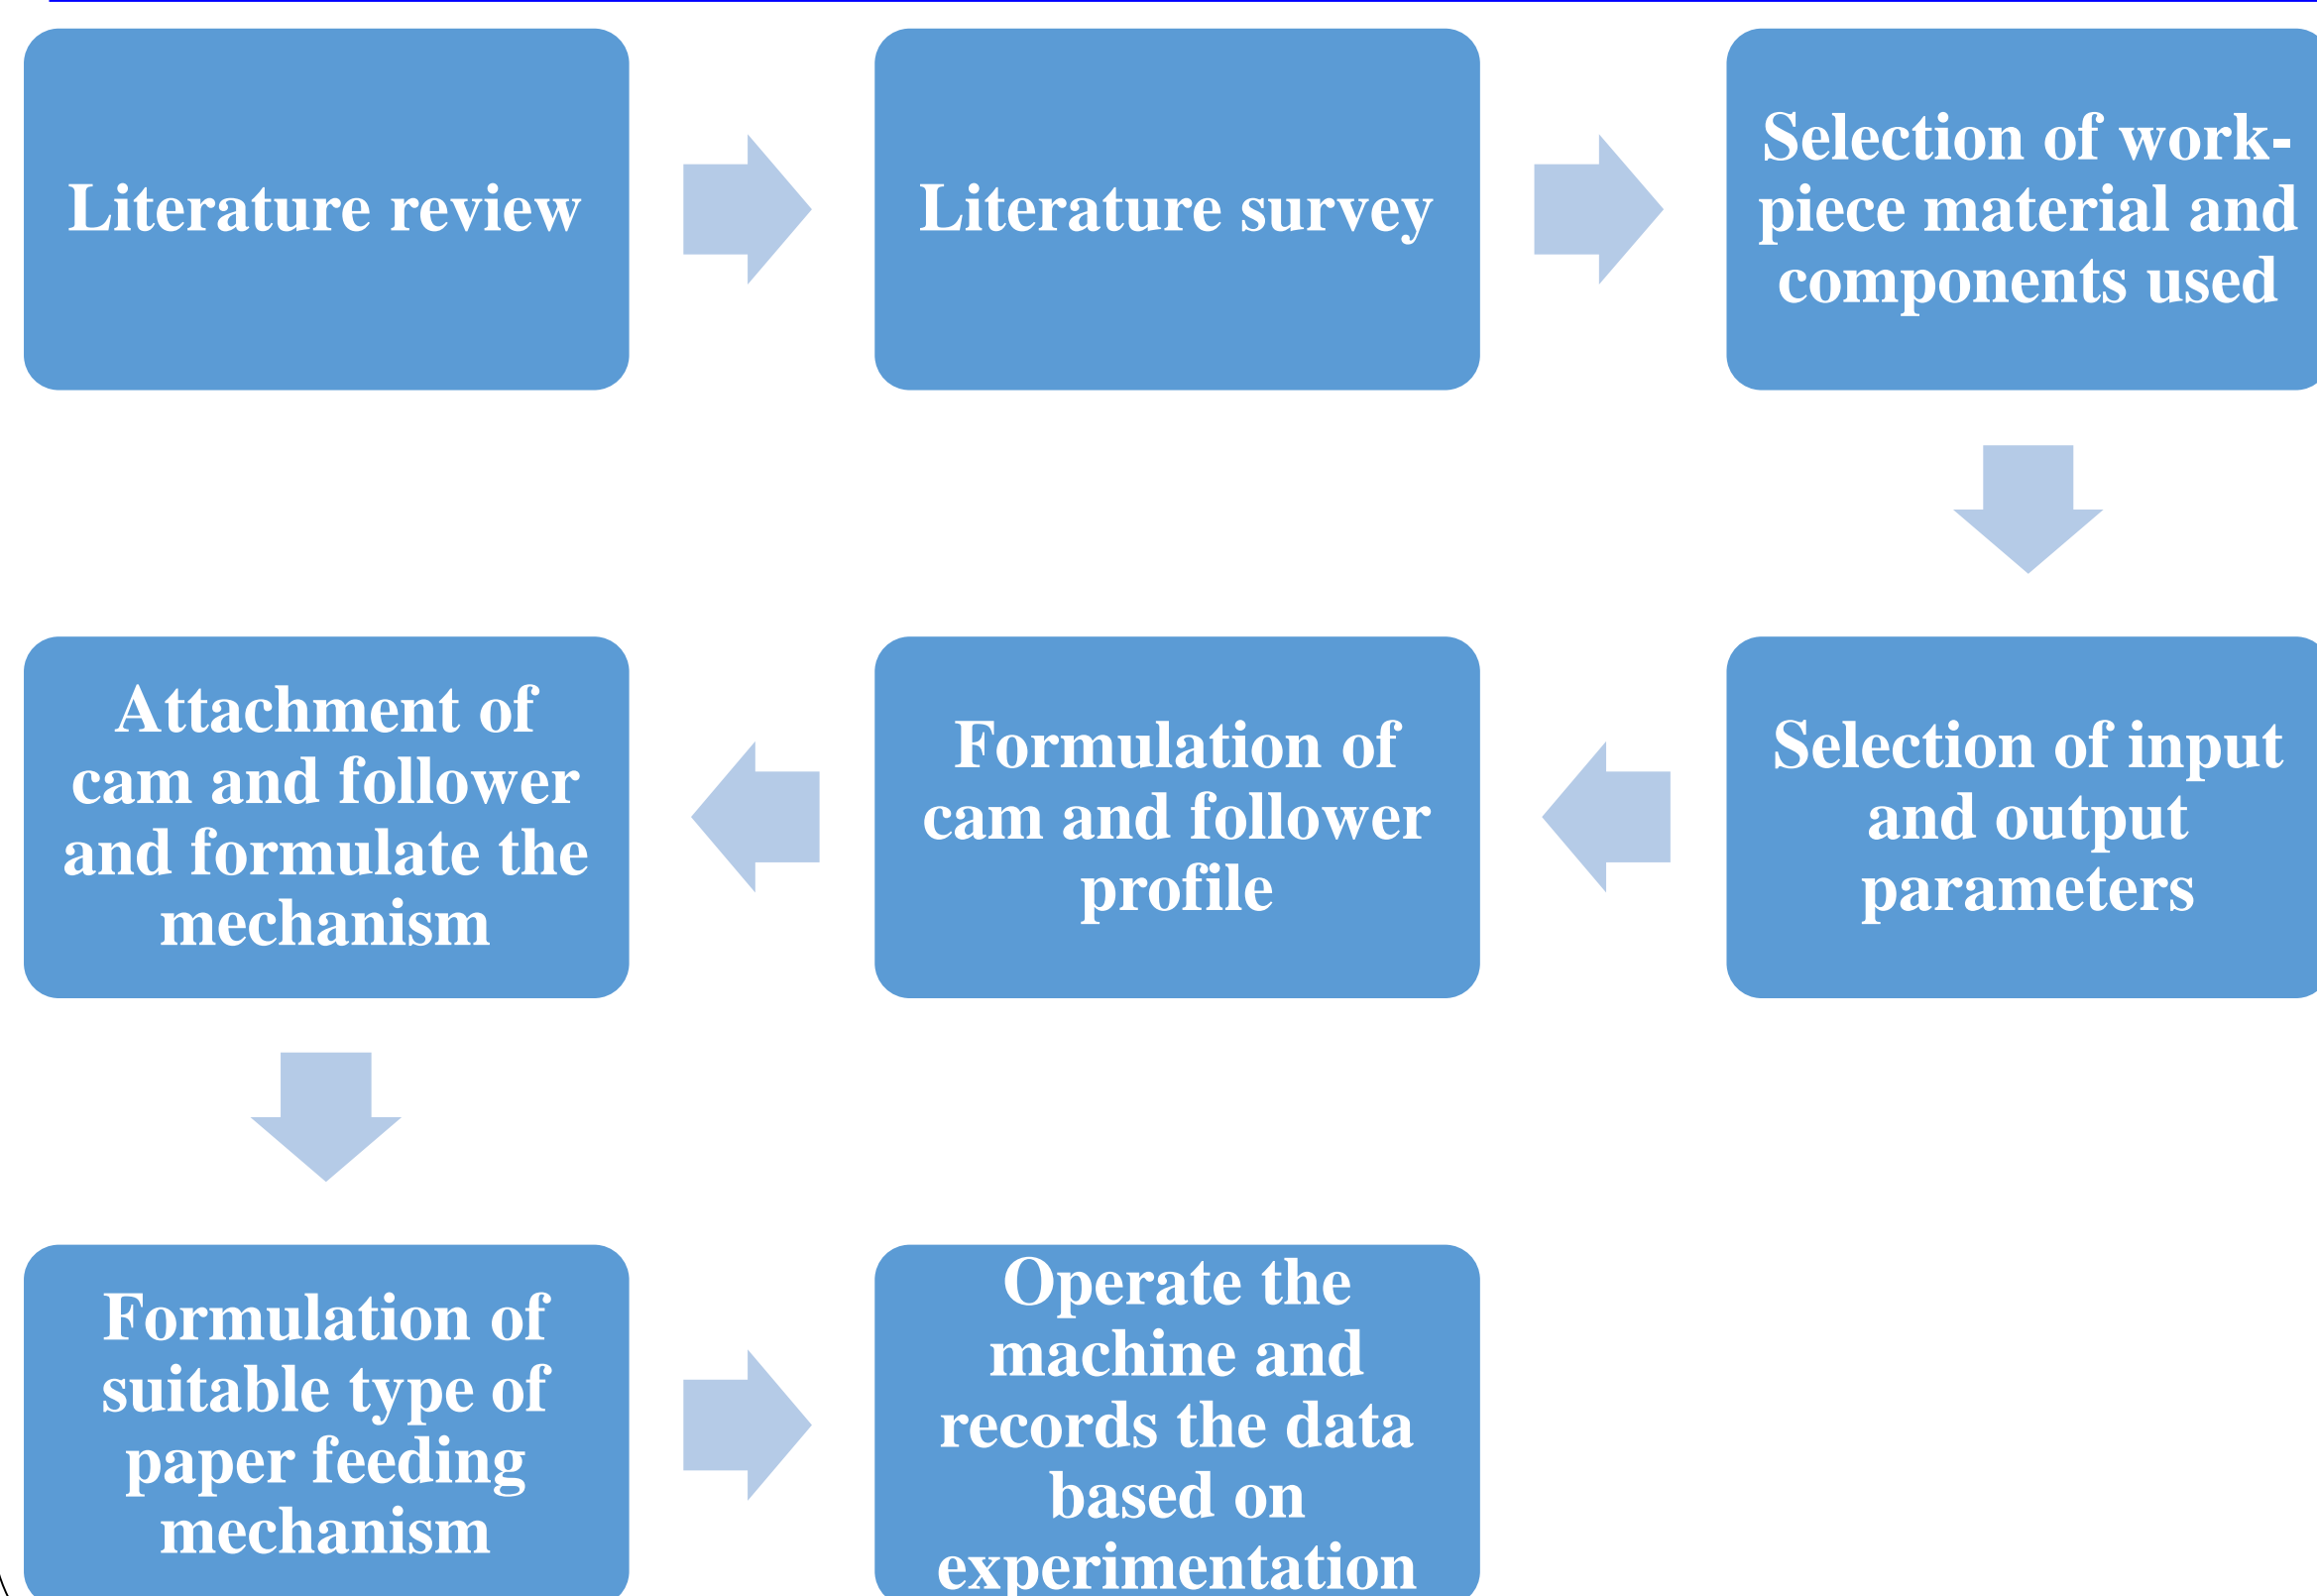 Literature review
Literature survey
Selection of work-
piece material and
components used
Selection of input
and output
parameters
Formulation of
cam and follower
profile
Attachment of
cam and follower
and formulate the
mechanism
Formulation of
suitable type of
paper feeding
mechanism
Operate the
machine and
records the data
based on
experimentation